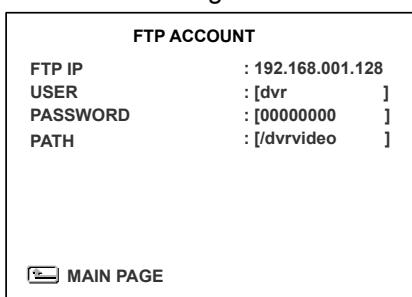 FTP ACCOUNT
FTP IP : 192.168.001.128
USER : [dvr ]
PASSWORD : [00000000 ]
PATH : [/dvrvideo ]
MAIN PAGE